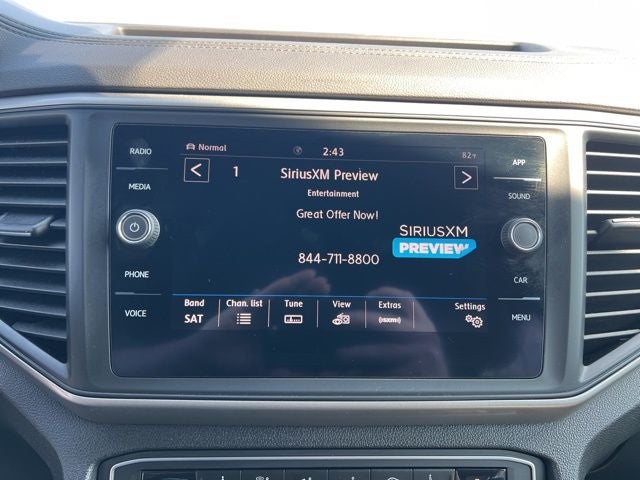 RADIO
MEDIA
PHONE
VOICE
Normal
2:43
82°F
1
SiriusXM Preview
Entertainment
Great Offer Now!
SIRIUSXM
PREVIEW
844-711-8800
Band
SAT
Chan. list
Tune
View
Extras
Settings
APP
SOUND
CAR
MENU